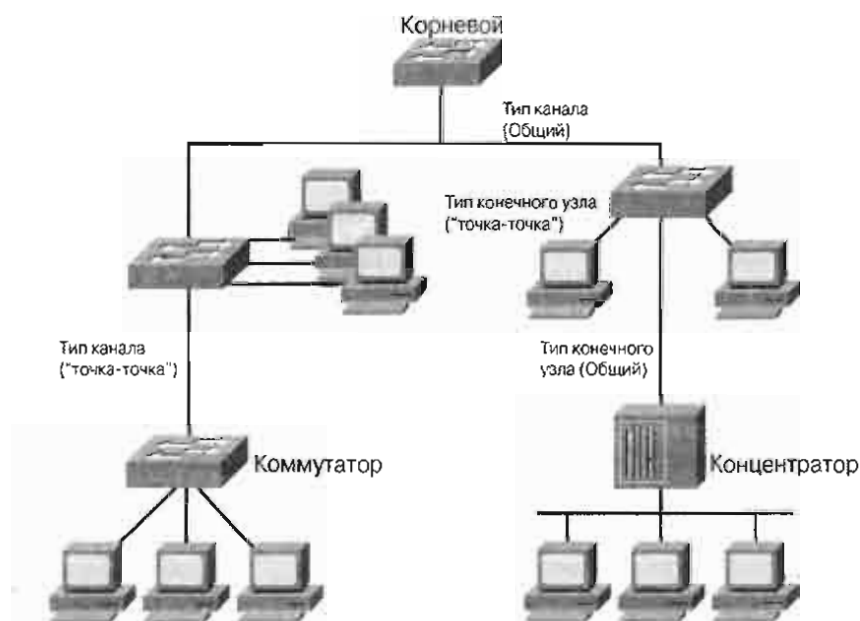 Корневой
Тип канала
(Общий)
Тип конечного узла
("точка-точка")
Тип канала
("точка-точка")
Тип конечного
узла (Общий)
Коммутатор
Концентратор